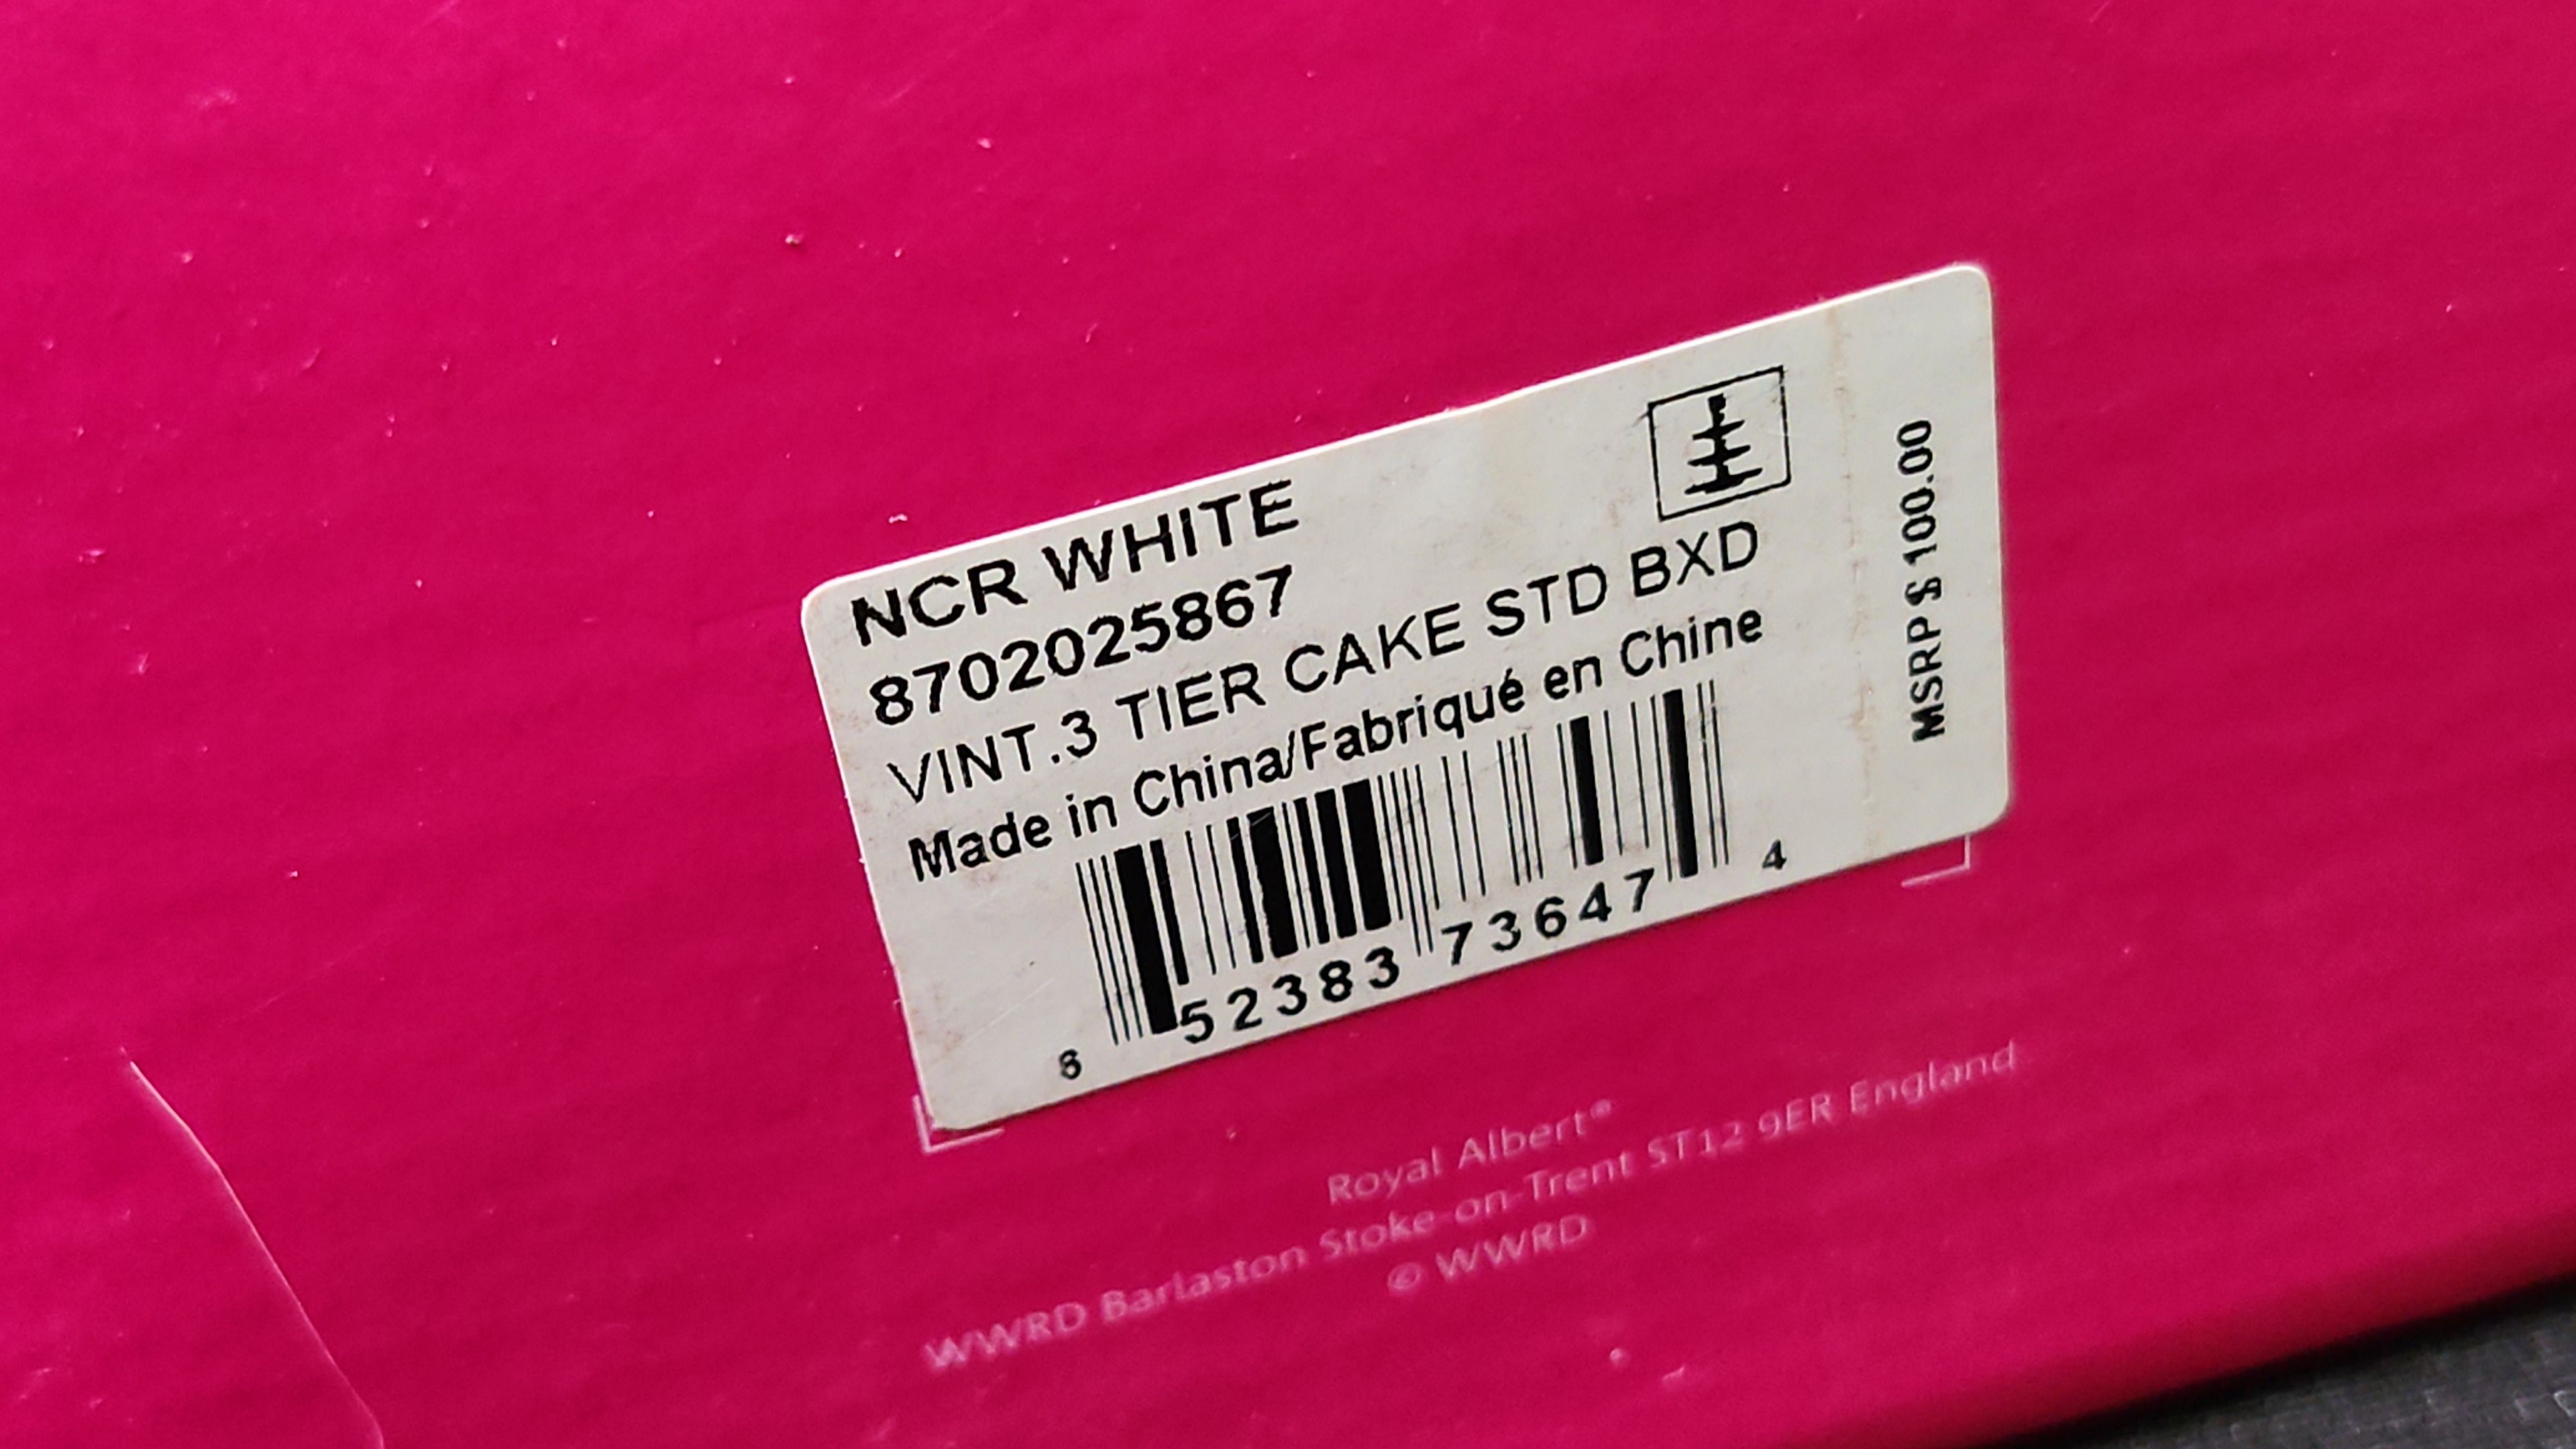 NCR WHITE
8702025867
VINT.3 TIER CAKE STD BXD
Made in China/Fabriqué en Chine
6 52383 73647 4
MSRP $ 100.00
Royal Albert®
WWRD Barlaston Stoke-on-Trent ST12 9ER England
© WWRD